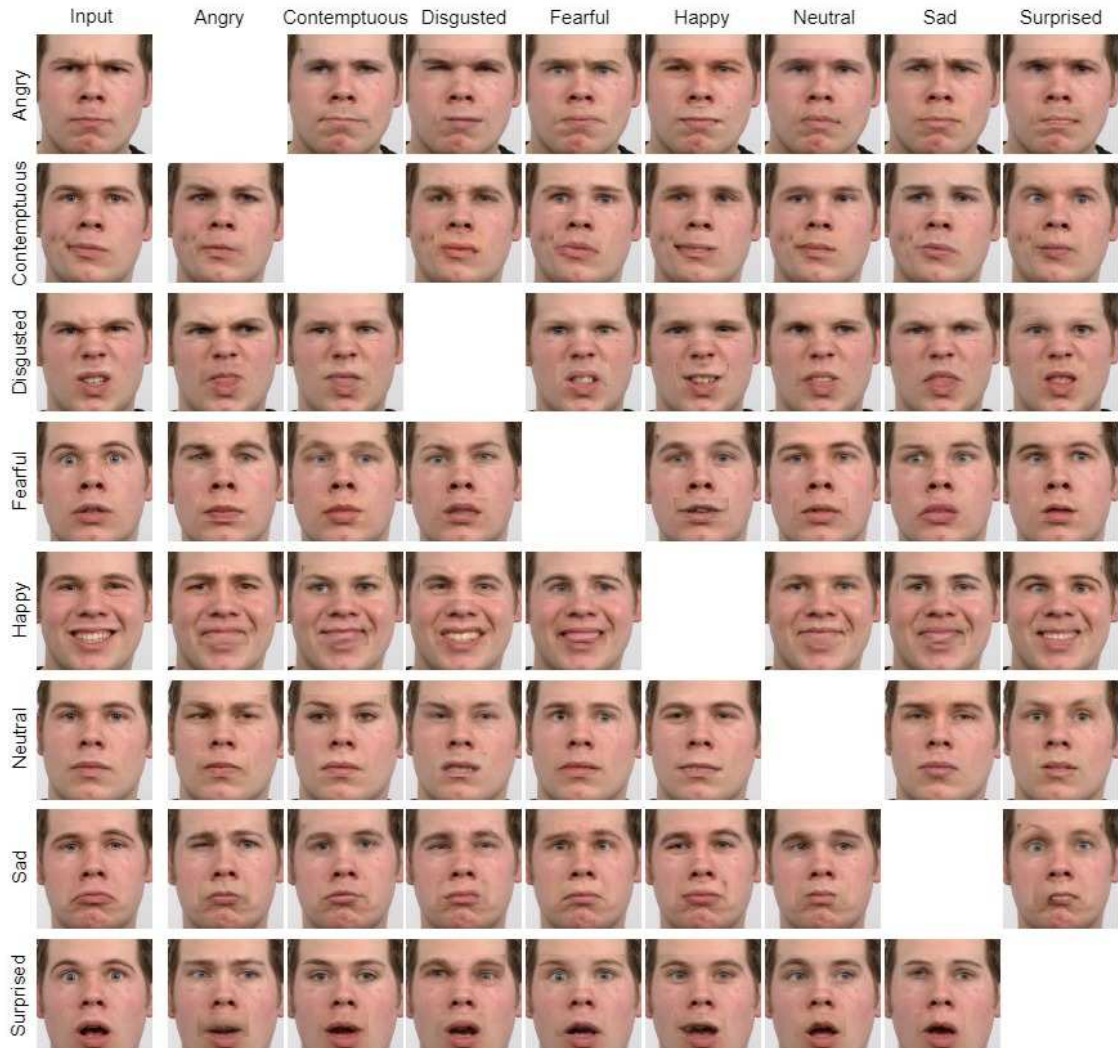 Input Angry Contemptuous Disgusted Fearful Happy Neutral Sad Surprised
Angry
Contemptuous
Disgusted
Fearful
Happy
Neutral
Sad
Surprised